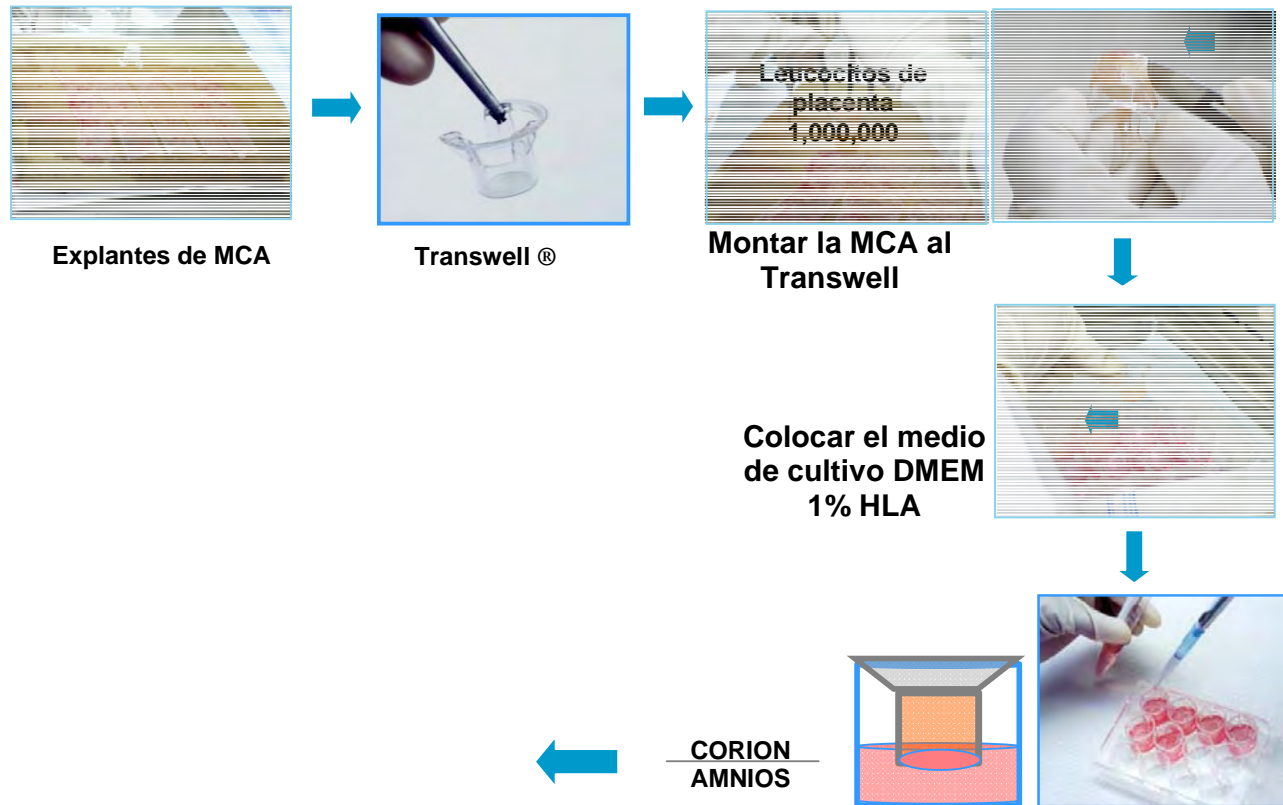 Explantes de MCA
Transwell ®
Leucocitos de
placenta
1,000,000
Montar la MCA al
Transwell
Colocar el medio
de cultivo DMEM
1% HLA
CORION
AMNIOS